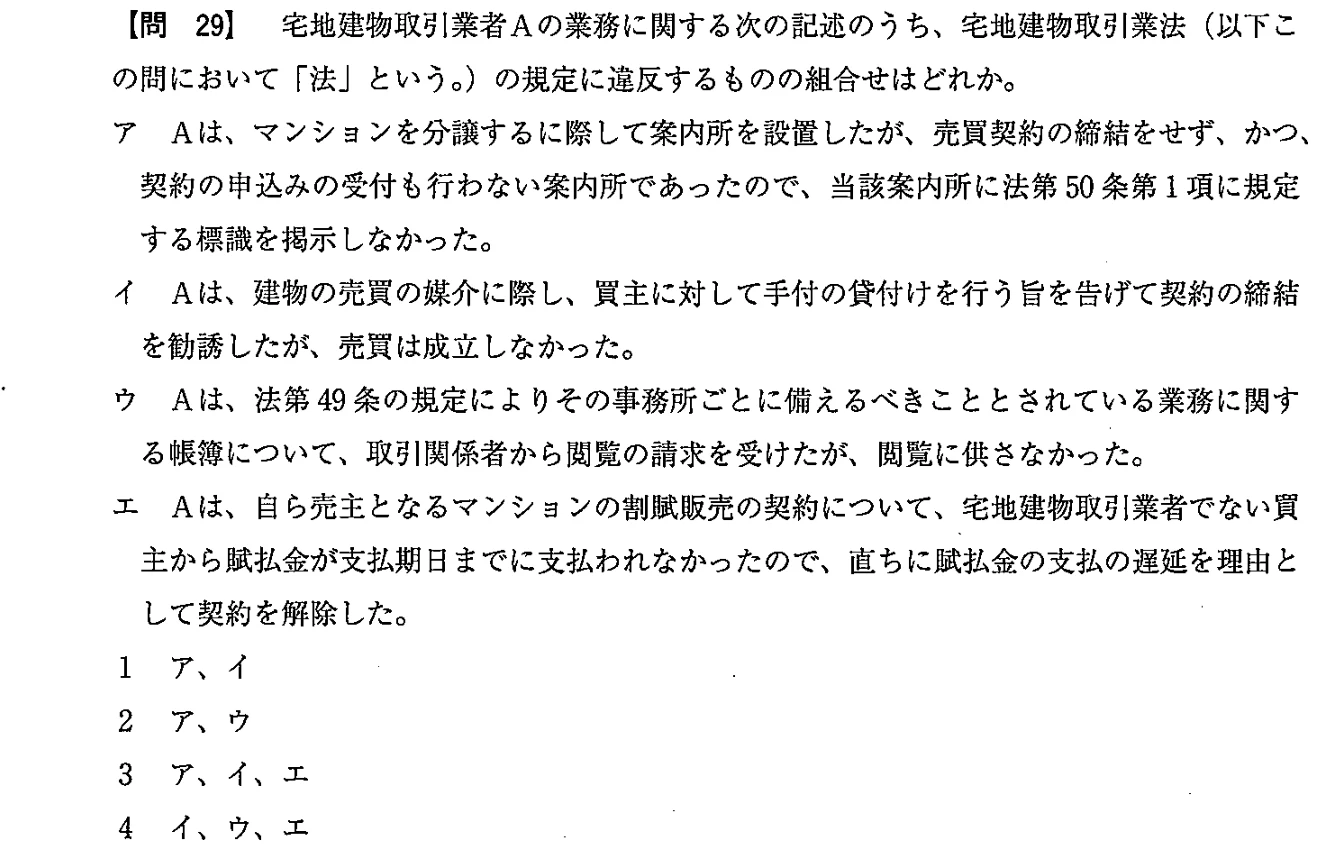 【問 29】 宅地建物取引業者Aの業務に関する次の記述のうち、宅地建物取引業法（以下こ
の問において「法」という。）の規定に違反するものの組合せはどれか。
ア Aは、マンションを分譲するに際して案内所を設置したが、売買契約の締結をせず、かつ、
契約の申込みの受付も行わない案内所であったので、当該案内所に法第50条第1項に規定
する標識を掲示しなかった。
イ Aは、建物の売買の媒介に際し、買主に対して手付の貸付けを行う旨を告げて契約の締結
を勧誘したが、売買は成立しなかった。
ウ Aは、法第49条の規定によりその事務所ごとに備えるべきこととされている業務に関す
る帳簿について、取引関係者から閲覧の請求を受けたが、閲覧に供さなかった。
エ Aは、自ら売主となるマンションの割賦販売の契約について、宅地建物取引業者でない買
主から賦払金が支払期日までに支払われなかったので、直ちに賦払金の支払の遅延を理由と
して契約を解除した。
1 ア、イ
2 ア、ウ
3 ア、イ、エ
4 イ、ウ、エ